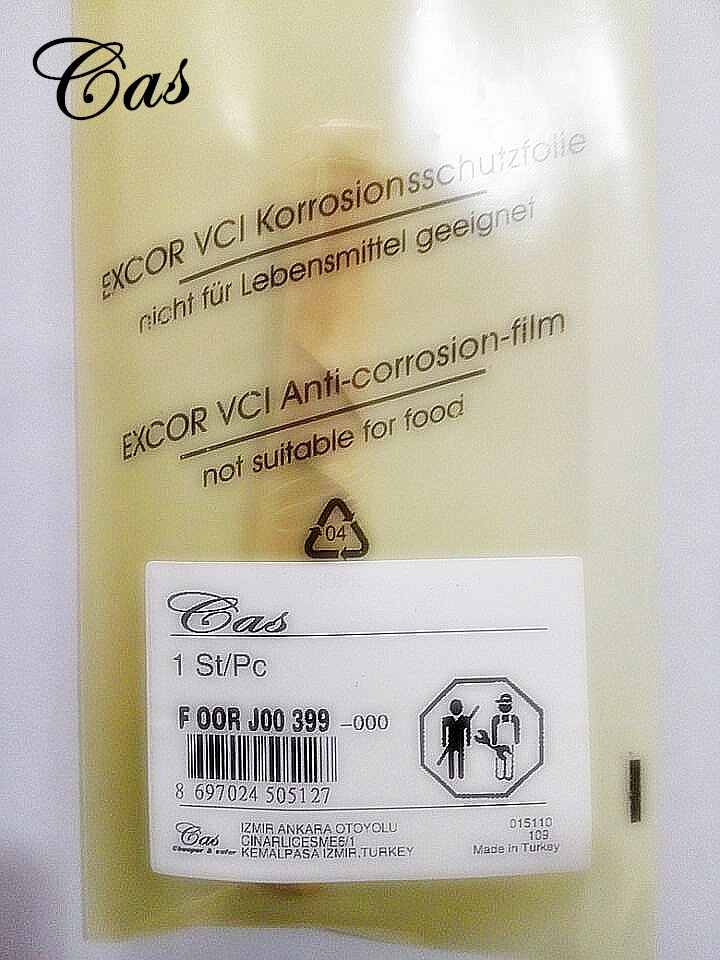 Cas
EXCOR VCI Korrosionsschutzfolie
nicht für Lebensmittel geeignet
EXCOR VCI Anti-corrosion-film
not suitable for food
04
Cas
1 St/Pc
F 00R J00 399 -000
8 697024 505127
Cas
Cheaper & safer
IZMIR ANKARA OTOYOLU
CINARLICESME6/1
KEMALPASA IZMIR.TURKEY
015110
109
Made in Turkey